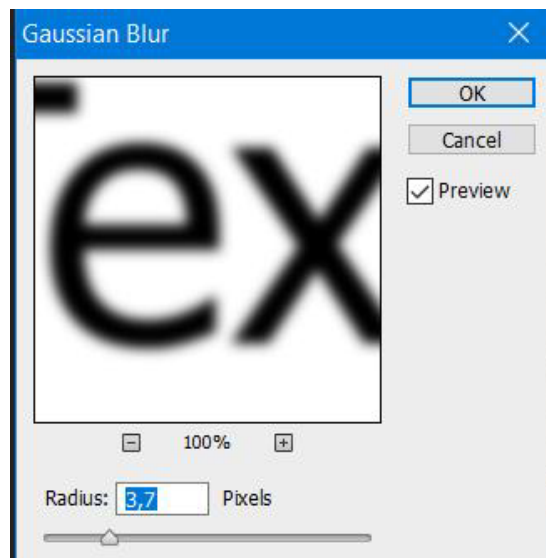 Gaussian Blur
ex
OK
Cancel
Preview
100%
Radius: 3,7 Pixels